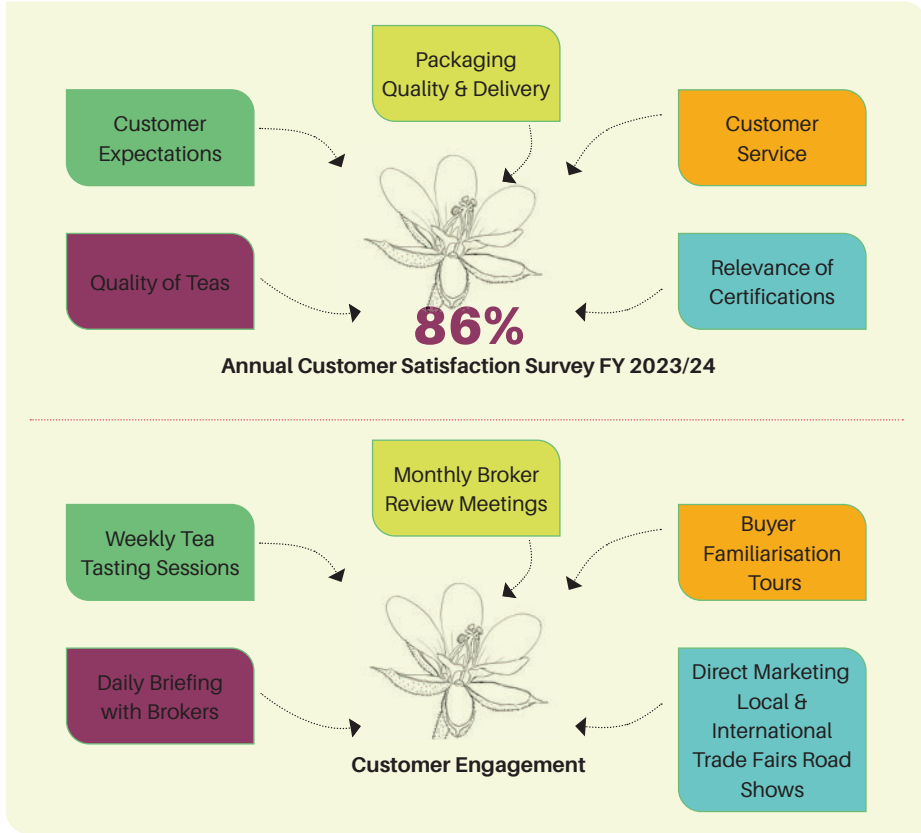 Packaging
Quality & Delivery
Customer
Expectations
Customer
Service
Quality of Teas
Relevance of
Certifications
86%
Annual Customer Satisfaction Survey FY 2023/24
Monthly Broker
Review Meetings
Weekly Tea
Tasting Sessions
Buyer
Familiarisation
Tours
Daily Briefing
with Brokers
Direct Marketing
Local &
International
Trade Fairs Road
Shows
Customer Engagement